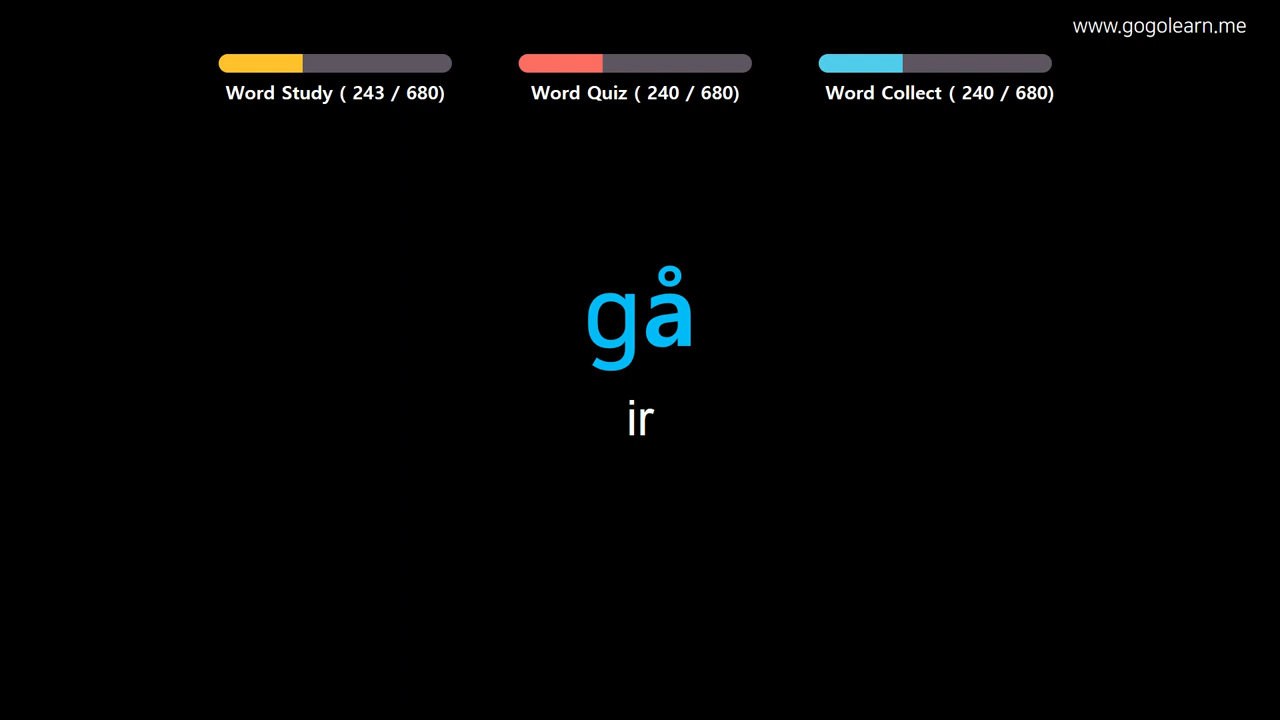 www.gogolearn.me
Word Study ( 243 / 680)
Word Quiz ( 240 / 680)
Word Collect ( 240 / 680)
gå
ir